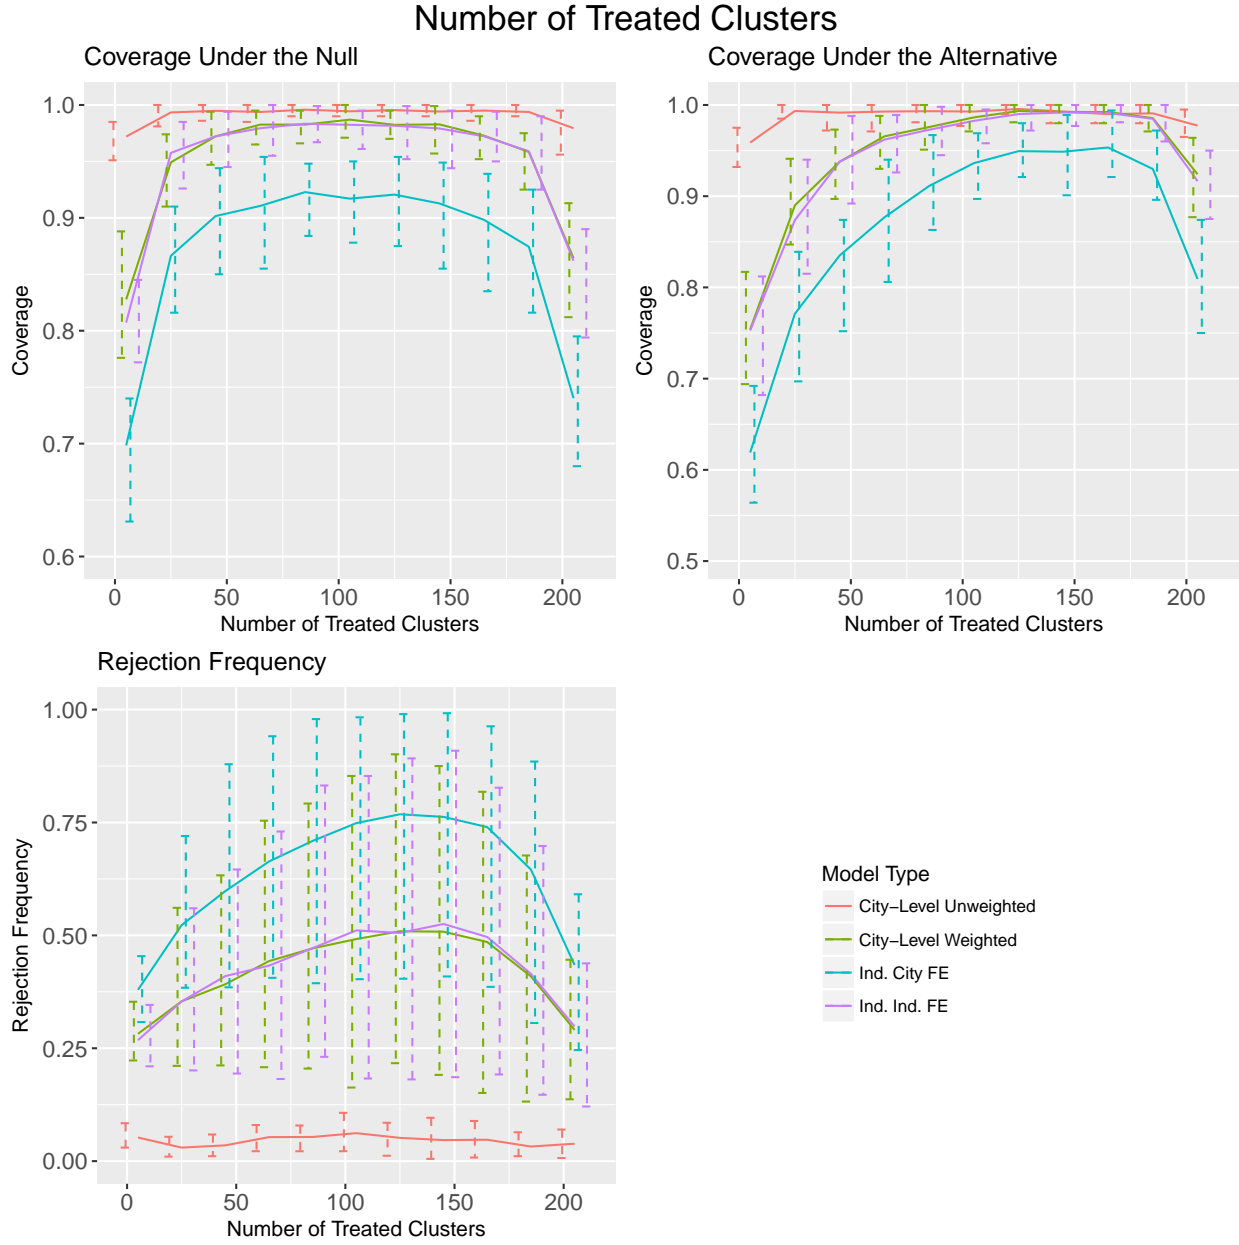 Number of Treated Clusters
Coverage Under the Null
Coverage
1.0
0.9
0.8
0.7
0.6
0
50
100
150
200
Number of Treated Clusters
Coverage Under the Alternative
Coverage
1.0
0.9
0.8
0.7
0.6
0.5
0
50
100
150
200
Number of Treated Clusters
Rejection Frequency
Rejection Frequency
1.00
0.75
0.50
0.25
0.00
0
50
100
150
200
Number of Treated Clusters
Model Type
City−Level Unweighted
City−Level Weighted
Ind. City FE
Ind. Ind. FE